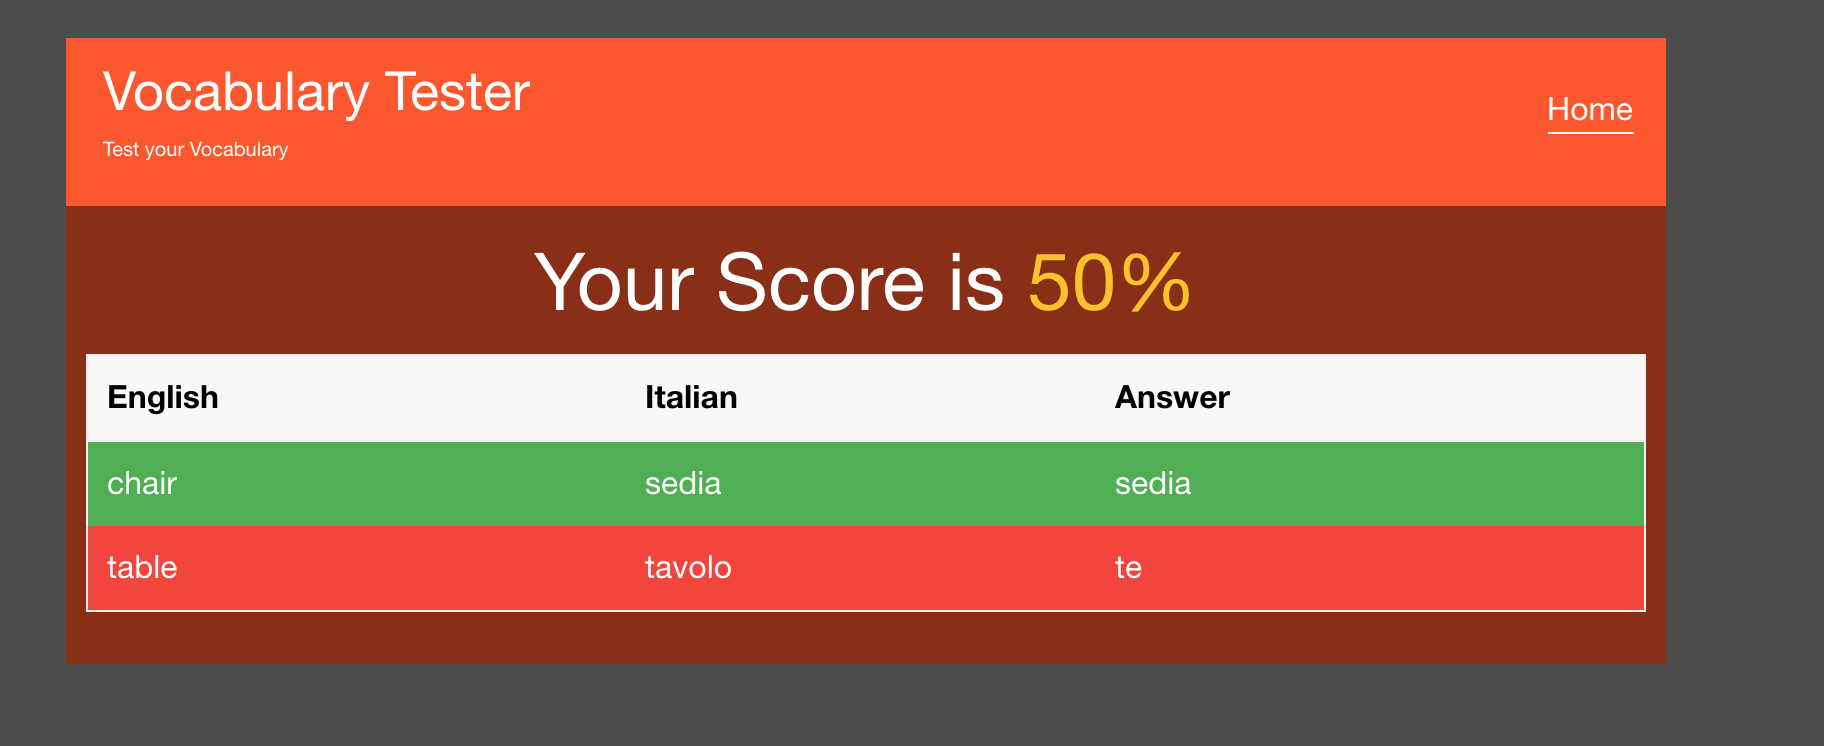 Vocabulary Tester
Test your Vocabulary
Home
Your Score is 50%
English Italian Answer
chair sedia sedia
table tavolo te